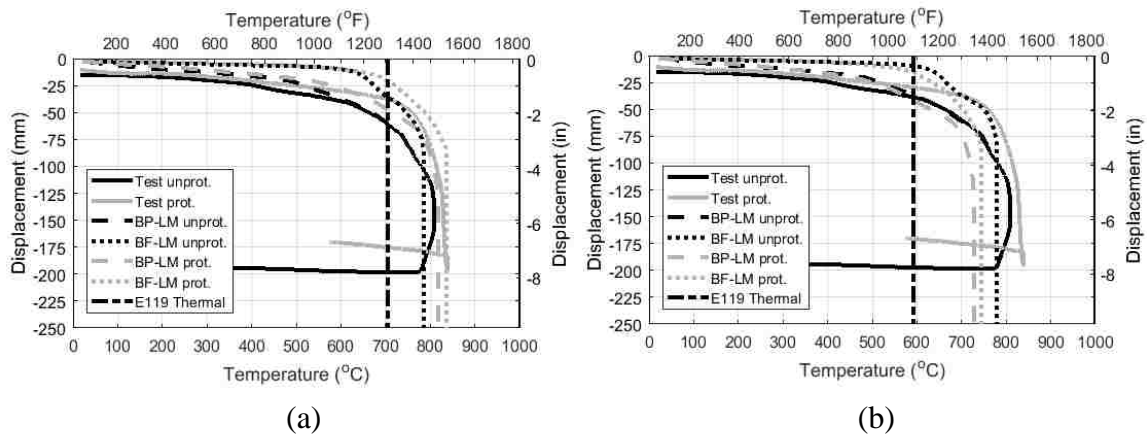 Temperature (°F)
200 400 600 800 1000 1200 1400 1600 1800
Displacement (mm)
0
-25
-50
-75
-100
-125
-150
-175
-200
-225
-250
Test unprot.
Test prot.
BP-LM unprot.
BF-LM unprot.
BP-LM prot.
BF-LM prot.
E119 Thermal
0
-2
-4
-6
-8
Displacement (in)
0 100 200 300 400 500 600 700 800 900 1000
Temperature (°C)
(a)
Temperature (°F)
200 400 600 800 1000 1200 1400 1600 1800
Displacement (mm)
0
-25
-50
-75
-100
-125
-150
-175
-200
-225
-250
Test unprot.
Test prot.
BP-LM unprot.
BF-LM unprot.
BP-LM prot.
BF-LM prot.
E119 Thermal
0
-2
-4
-6
-8
Displacement (in)
0 100 200 300 400 500 600 700 800 900 1000
Temperature (°C)
(b)